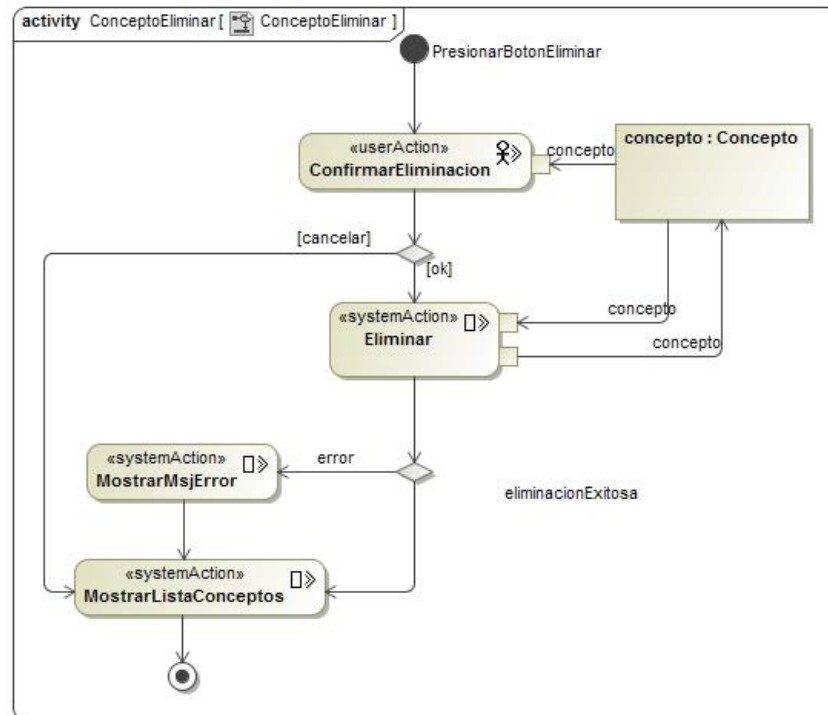 activity ConceptoEliminar [ ConceptoEliminar ]
PresionarBotonEliminar
«userAction»
ConfirmarEliminacion
concepto
concepto : Concepto
[cancelar]
[ok]
«systemAction»
Eliminar
concepto
concepto
«systemAction»
MostrarMsjError
error
eliminacionExitosa
«systemAction»
MostrarListaConceptos